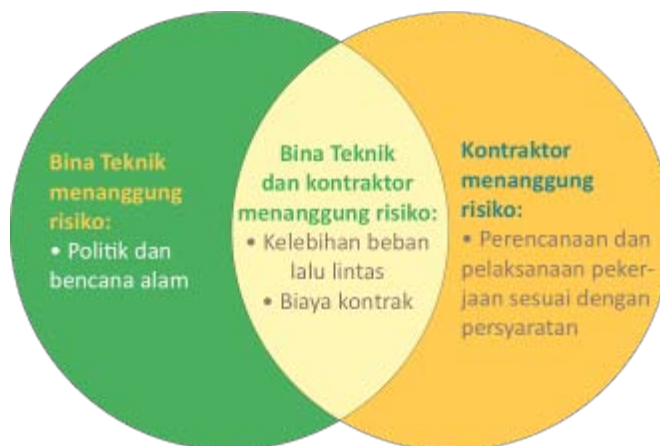 Bina Teknik
menanggung
risiko:
• Politik dan
bencana alam
Bina Teknik
dan kontraktor
menanggung risiko:
• Kelebihan beban
lalu lintas
• Biaya kontrak
Kontraktor
menanggung
risiko:
• Perencanaan dan
pelaksanaan peker-
jaan sesuai dengan
persyaratan